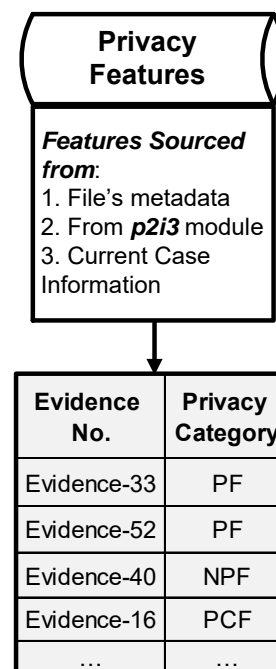 Privacy
Features
Features Sourced
from:
1. File's metadata
2. From p2i3 module
3. Current Case
Information
Evidence Privacy
No. Category
Evidence-33 PF
Evidence-52 PF
Evidence-40 NPF
Evidence-16 PCF
... ...